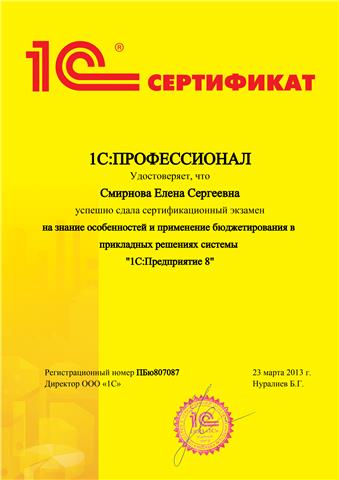 1С® СЕРТИФИКАТ
1С:ПРОФЕССИОНАЛ
Удостоверяет, что
Смирнова Елена Сергеевна
успешно сдала сертификационный экзамен
на знание особенностей и применение бюджетирования в
прикладных решениях системы
"1С:Предприятие 8"
Регистрационный номер ПБю807087 23 марта 2013 г.
Директор ООО «1С» Нуралиев Б.Г.
1С